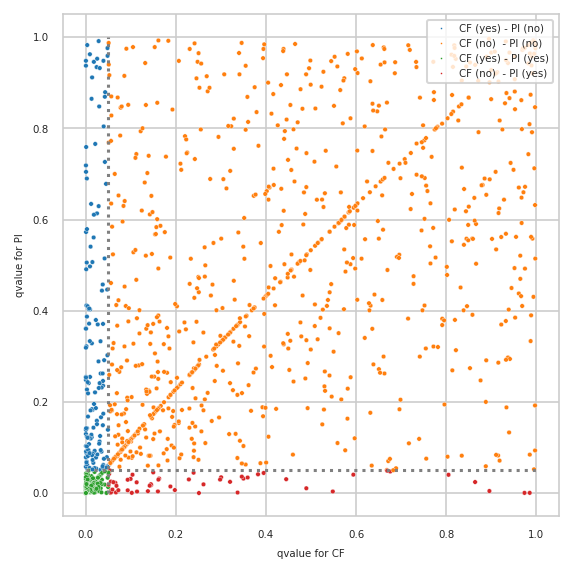 CF (yes) - PI (no)
CF (no) - PI (no)
CF (yes) - PI (yes)
CF (no) - PI (yes)
1.0
0.8
0.6
0.4
0.2
0.0
qvalue for PI
0.0 0.2 0.4 0.6 0.8 1.0
qvalue for CF